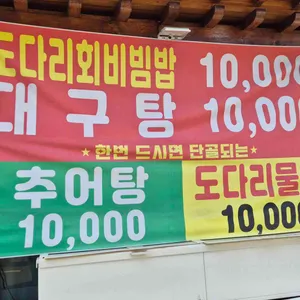 도다리회비빔밥 10,000
대구탕 10,000
★한번 드시면 단골되는★
추어탕
10,000
도다리물
10,000